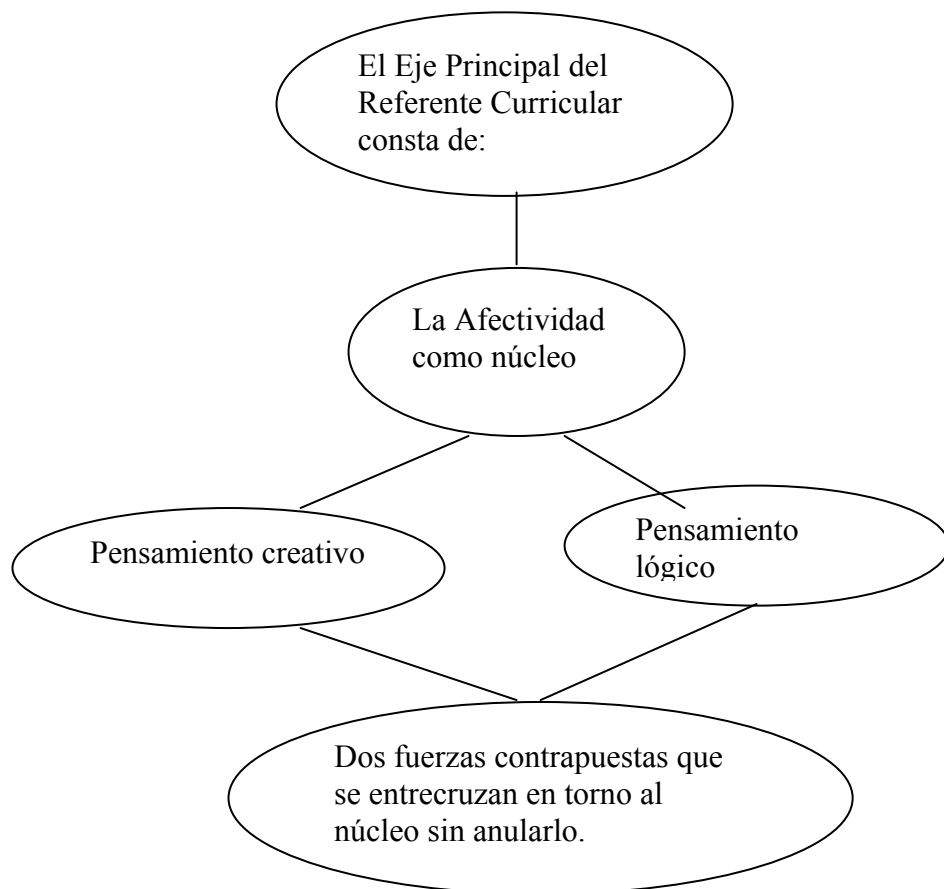 El Eje Principal del
Referente Curricular
consta de:
La Afectividad
como núcleo
Pensamiento creativo
Pensamiento
lógico
Dos fuerzas contrapuestas que
se entrecruzan en torno al
núcleo sin anularlo.